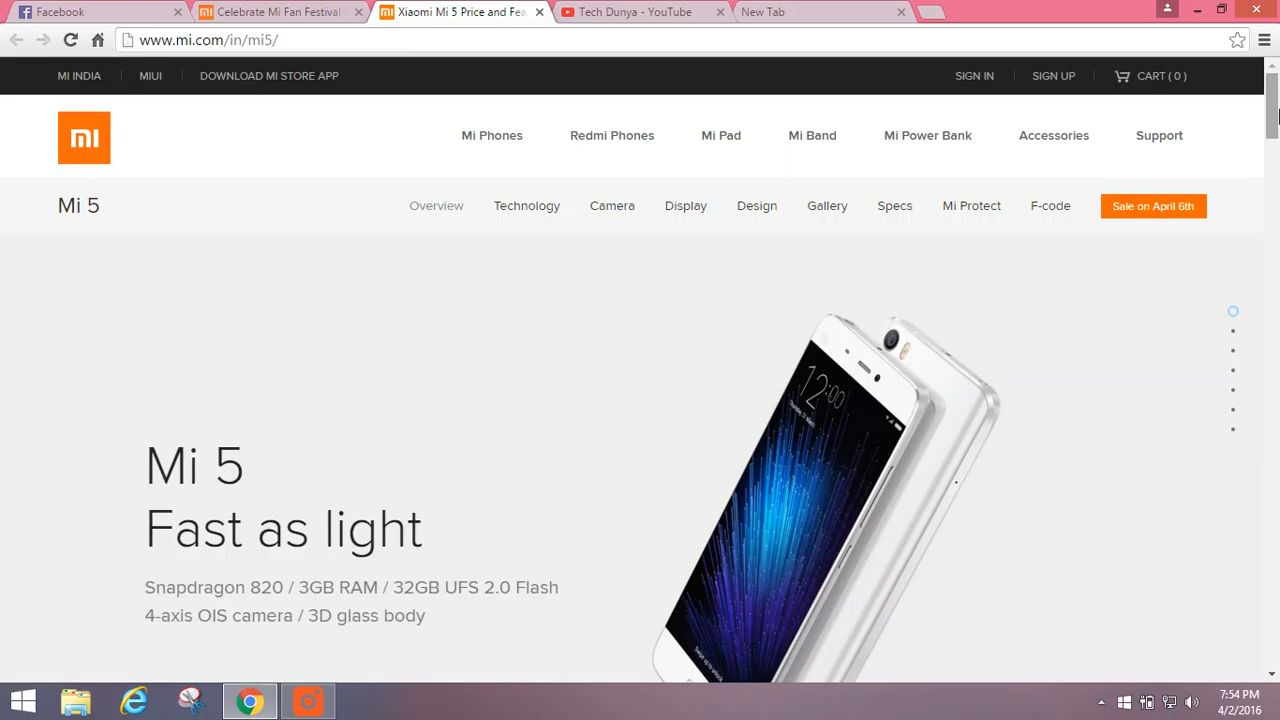 Facebook
Celebrate Mi Fan Festival
Xiaomi Mi 5 Price and Fea
Tech Dunya - YouTube
New Tab
www.mi.com/in/mi5/
MI INDIA
MIUI
DOWNLOAD MI STORE APP
SIGN IN
SIGN UP
CART ( 0 )
MI
Mi Phones
Redmi Phones
Mi Pad
Mi Band
Mi Power Bank
Accessories
Support
Mi 5
Overview
Technology
Camera
Display
Design
Gallery
Specs
Mi Protect
F-code
Sale on April 6th
12:00
Mi 5
Fast as light
Snapdragon 820 / 3GB RAM / 32GB UFS 2.0 Flash
4-axis OIS camera / 3D glass body
7:54 PM
4/2/2016